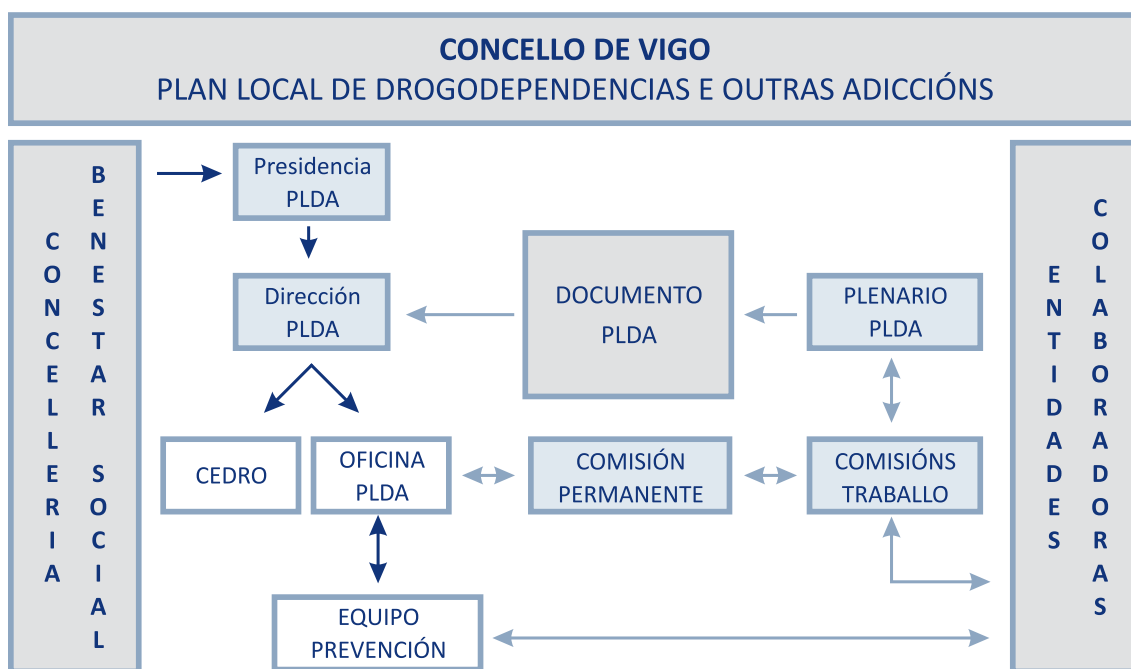 CONCELLO DE VIGO
PLAN LOCAL DE DROGODEPENDENCIAS E OUTRAS ADICCIÓNS
CONCELLERIA
BENESTAR SOCIAL
Presidencia
PLDA
Dirección
PLDA
DOCUMENTO
PLDA
PLENARIO
PLDA
CEDRO
OFICINA
PLDA
COMISIÓN
PERMANENTE
COMISIÓNS
TRABALLO
EQUIPO
PREVENCIÓN
ENTIDADES
COLABORADORAS